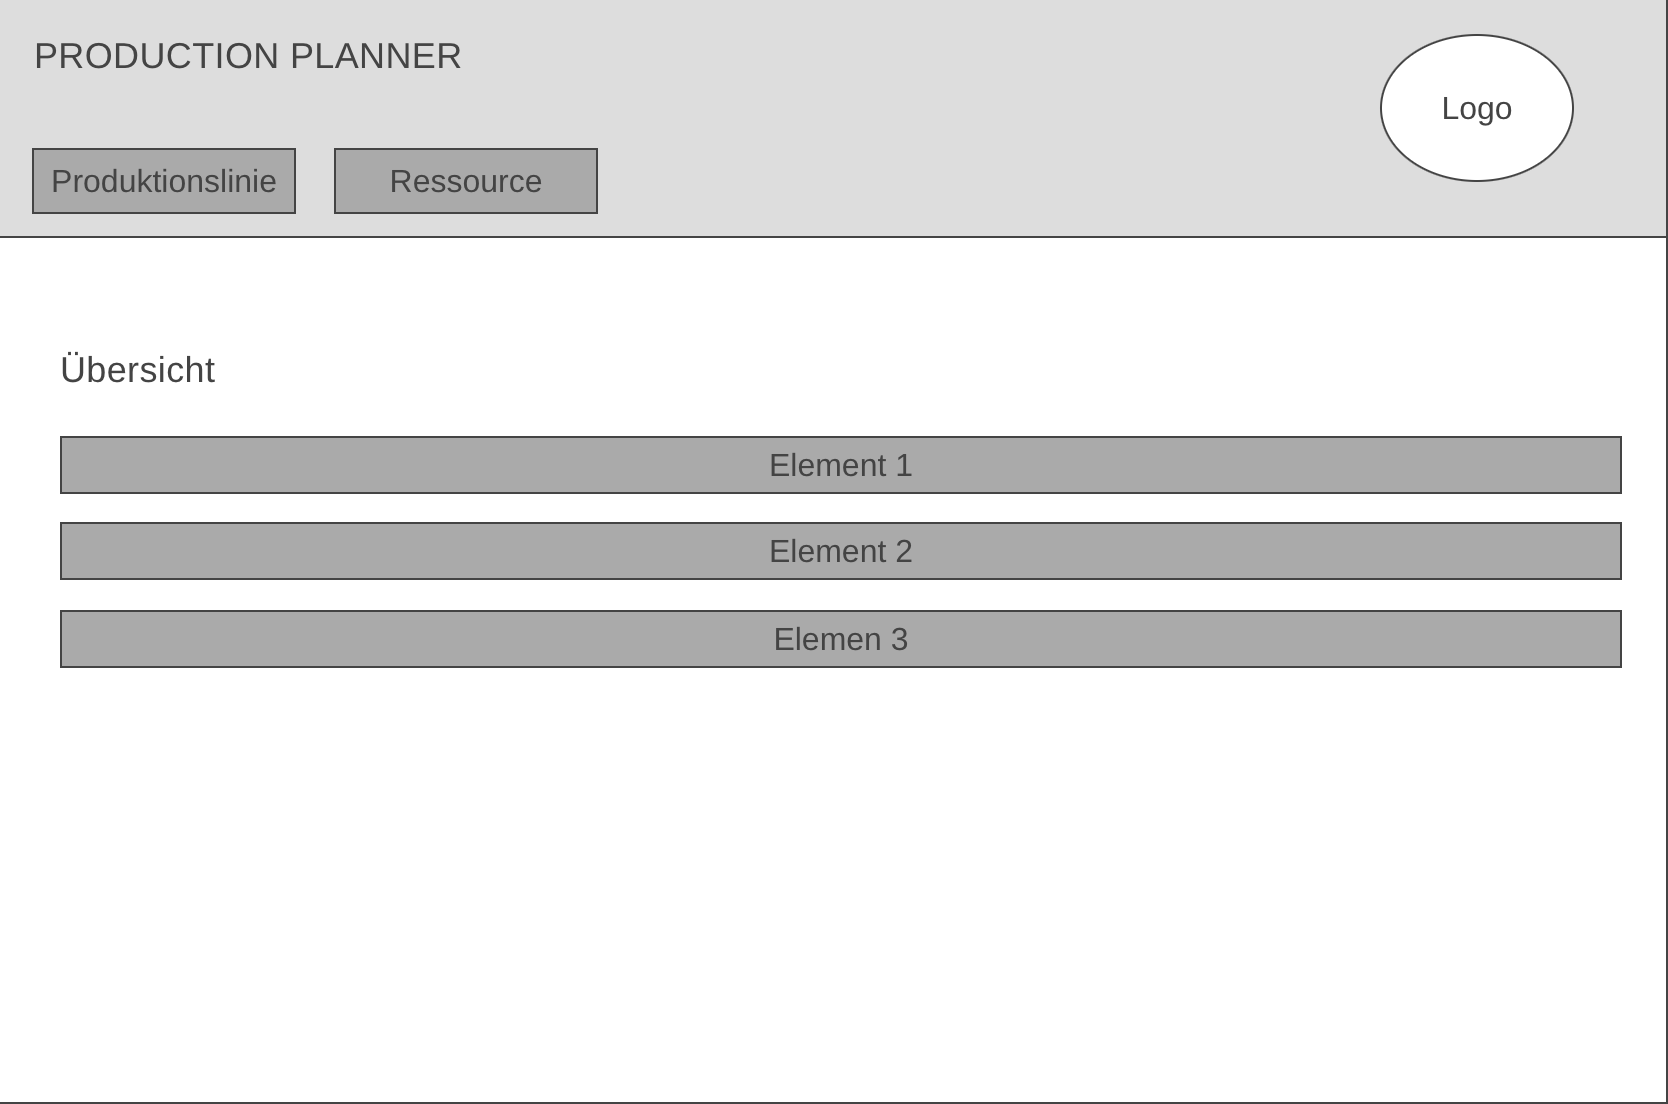 PRODUCTION PLANNER
Logo
Produktionslinie
Ressource
Übersicht
Element 1
Element 2
Elemen 3